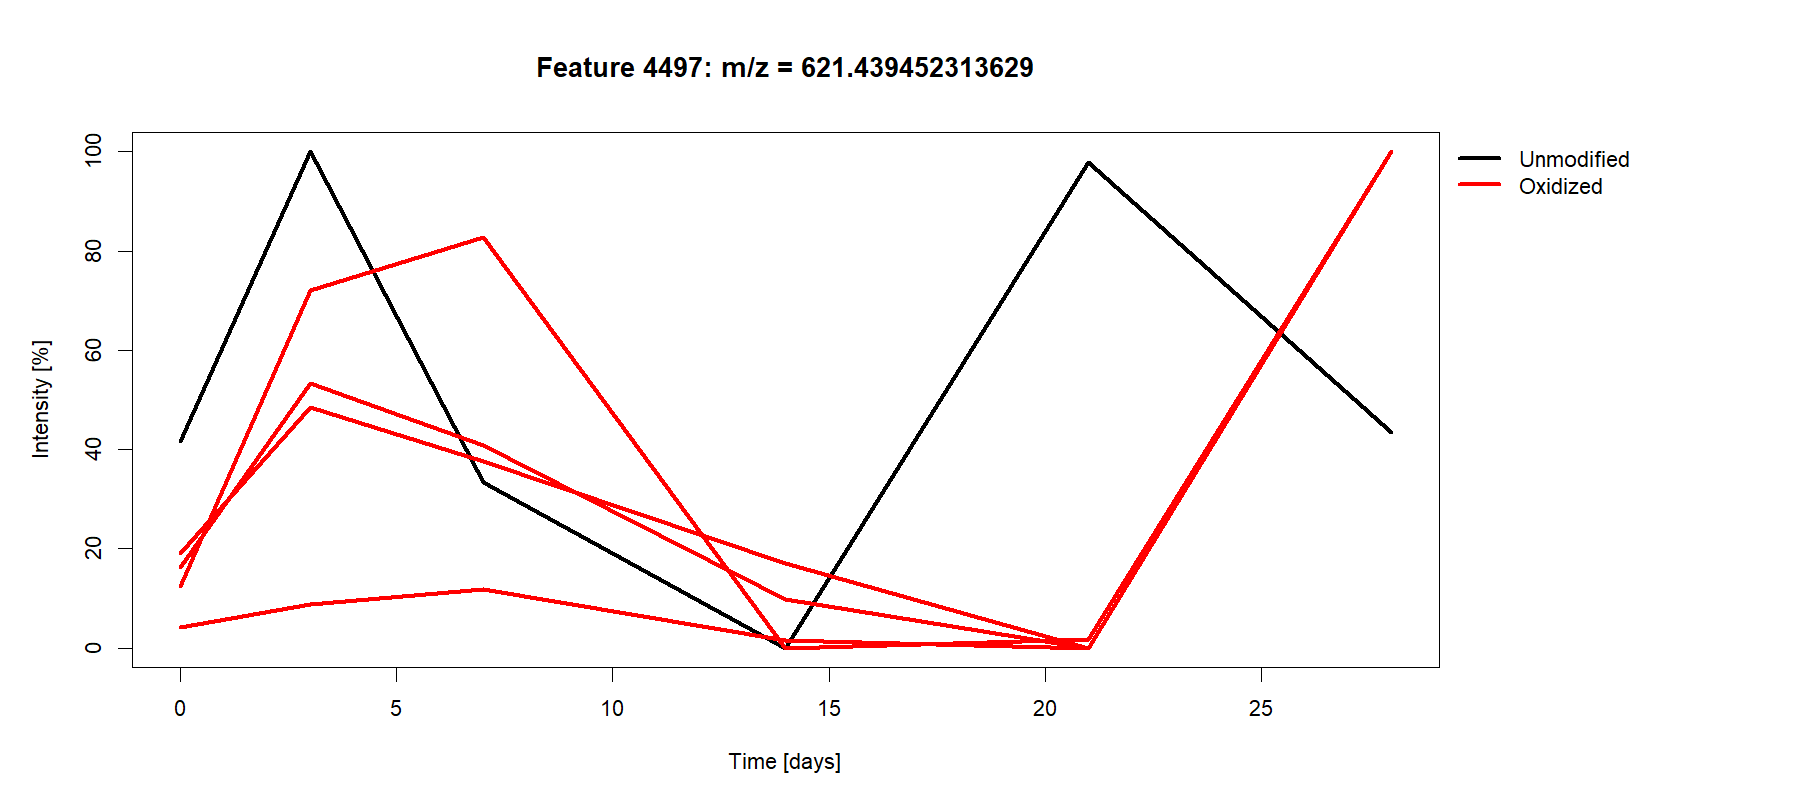 Feature 4497: m/z = 621.439452313629
Unmodified
Oxidized
100
80
60
40
20
0
Intensity [%]
0 5 10 15 20 25
Time [days]